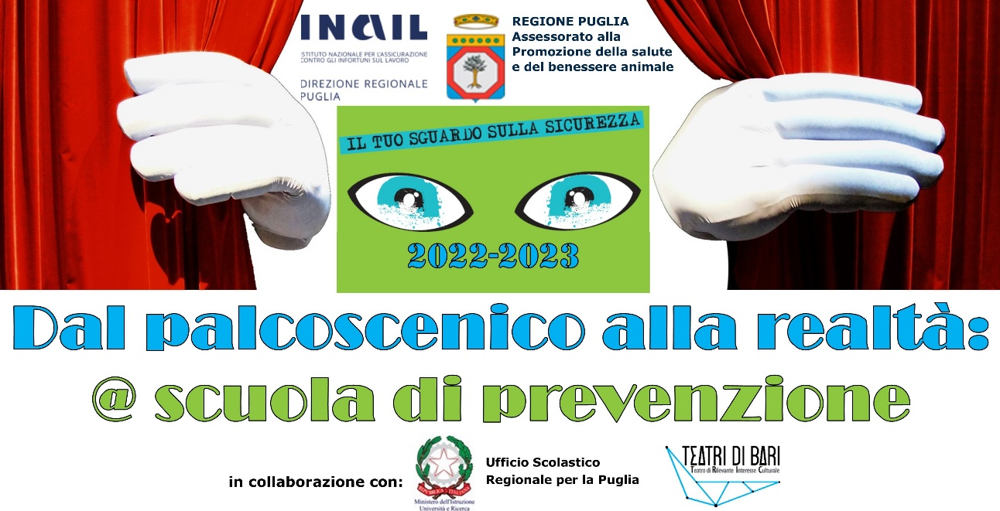 INAIL
ISTITUTO NAZIONALE PER L'ASSICURAZIONE
CONTRO GLI INFORTUNI SUL LAVORO
DIREZIONE REGIONALE
PUGLIA
REGIONE PUGLIA
Assessorato alla
Promozione della salute
e del benessere animale
IL TUO SGUARDO SULLA SICUREZZA
2022-2023
Dal palcoscenico alla realtà:
@ scuola di prevenzione
in collaborazione con:
REPVBBLICA ITALIANA
Ministero dell'Istruzione
Università e Ricerca
Ufficio Scolastico
Regionale per la Puglia
TEATRI DI BARI
Teatro di Rilevante Interesse Culturale